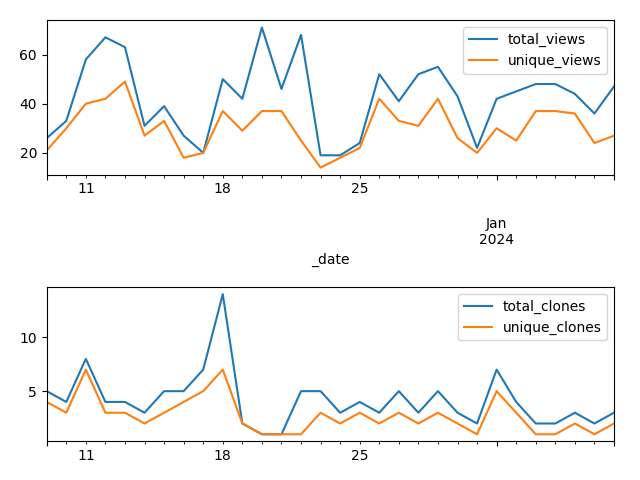 total_views
unique_views
60
40
20
11 18 25
Jan
2024
_date
total_clones
unique_clones
10
5
11 18 25